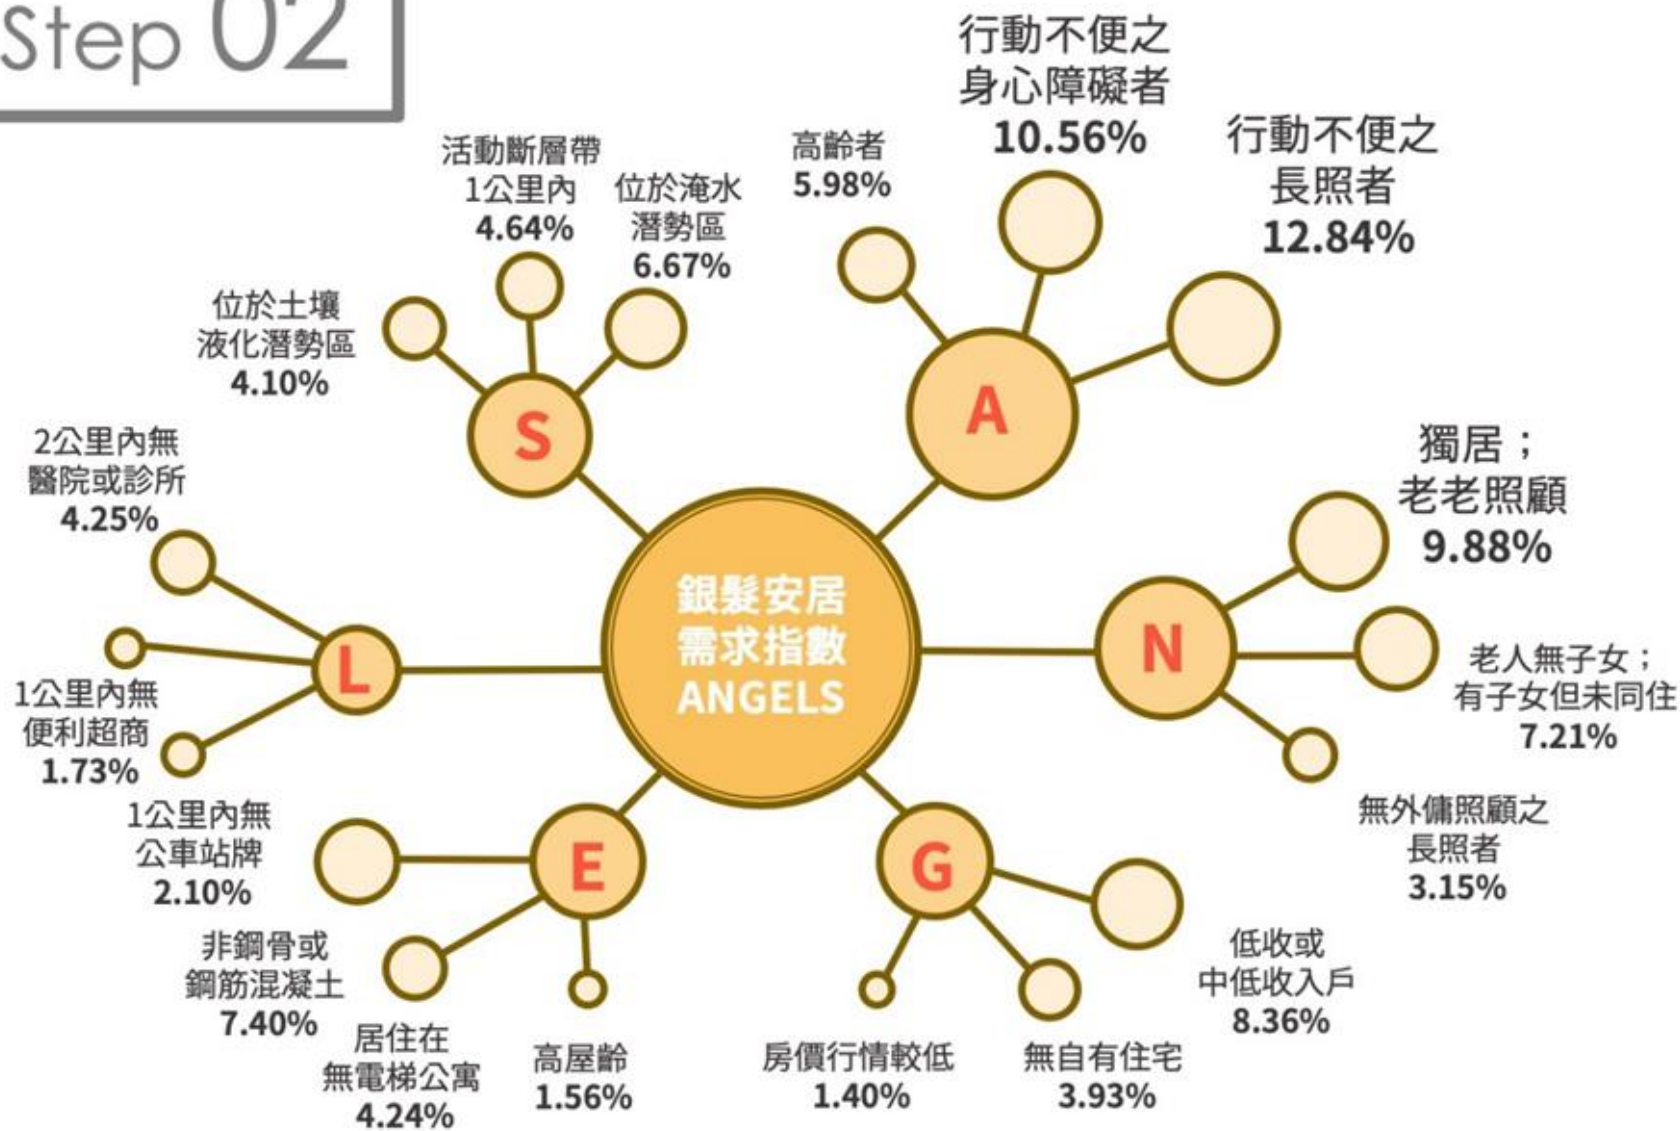 Step 02
行動不便之
身心障礙者
10.56%
行動不便之
長照者
12.84%
高齡者
5.98%
活動斷層帶
1公里內
4.64%
位於淹水
潛勢區
6.67%
位於土壤
液化潛勢區
4.10%
S
A
2公里內無
醫院或診所
4.25%
獨居；
老老照顧
9.88%
銀髮安居
需求指數
ANGELS
L
N
1公里內無
便利超商
1.73%
老人無子女；
有子女但未同住
7.21%
1公里內無
公車站牌
2.10%
E
G
無外傭照顧之
長照者
3.15%
非鋼骨或
鋼筋混凝土
7.40%
居住在
無電梯公寓
4.24%
高屋齡
1.56%
房價行情較低
1.40%
無自有住宅
3.93%
低收或
中低收入戶
8.36%